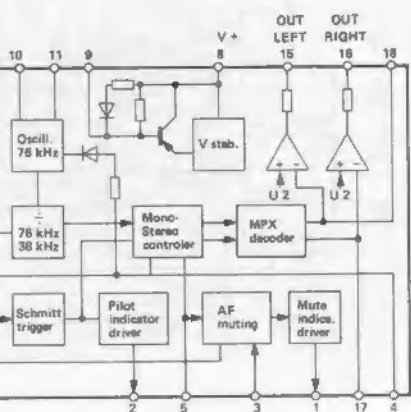 OUT OUT
V + LEFT RIGHT
10 11 9 8 15 16 18
Oscill.
76 kHz
V stab.
+ - + -
U 2 U 2
÷
76 kHz
38 kHz
Mono-
Stereo
controler
MPX
decoder
Schmitt
trigger
Pilot
indicator
driver
AF
muting
Mute
indica.
driver
2 5 3 1 17 4